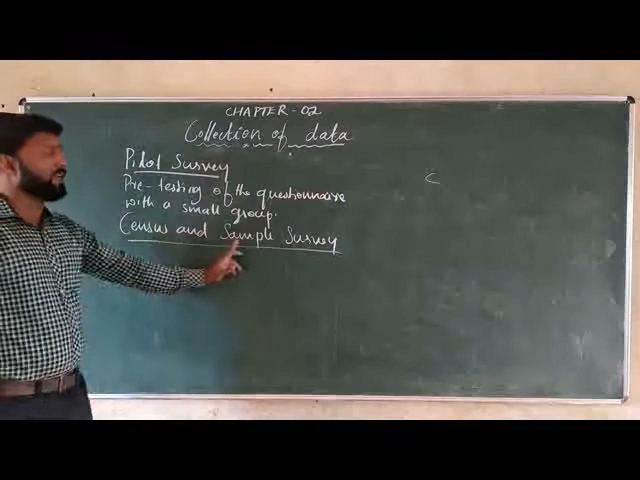 CHAPTER - 02
Collection of data
Pilot Survey
Pre-testing of the questionnaire
with a small group.
Census and Sample Survey
C